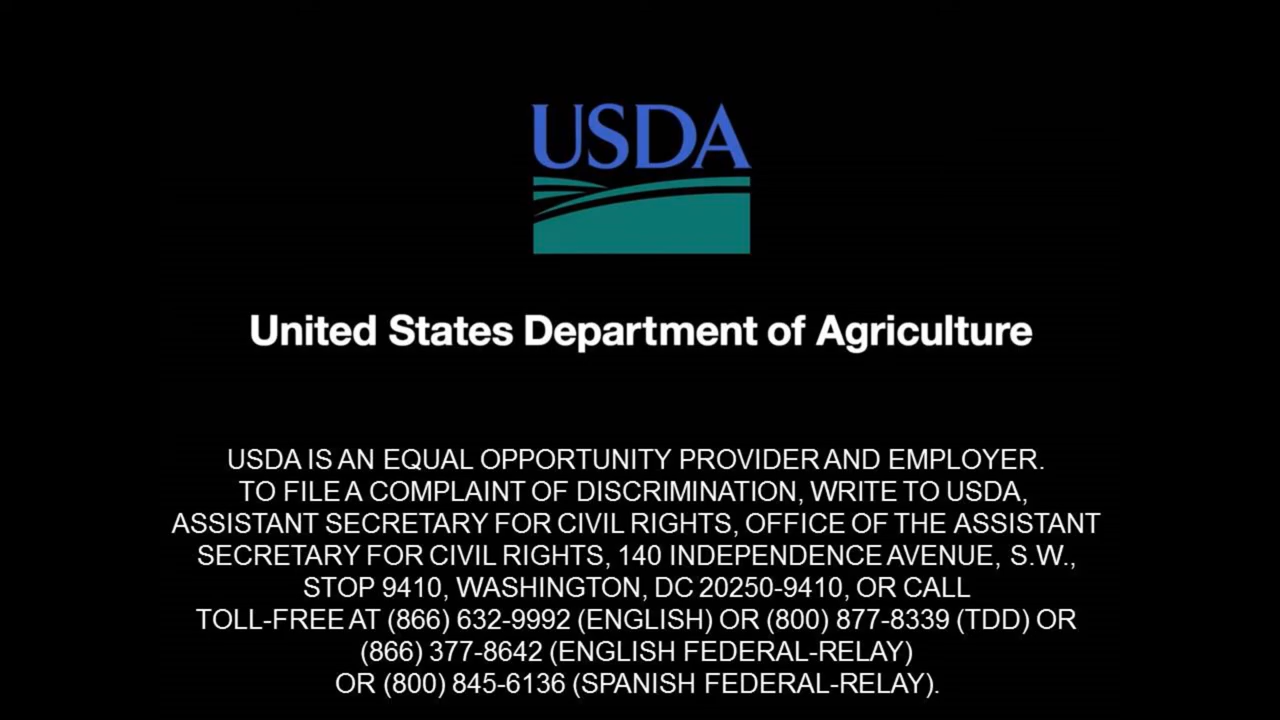 USDA
United States Department of Agriculture
USDA IS AN EQUAL OPPORTUNITY PROVIDER AND EMPLOYER.
TO FILE A COMPLAINT OF DISCRIMINATION, WRITE TO USDA,
ASSISTANT SECRETARY FOR CIVIL RIGHTS, OFFICE OF THE ASSISTANT
SECRETARY FOR CIVIL RIGHTS, 140 INDEPENDENCE AVENUE, S.W.,
STOP 9410, WASHINGTON, DC 20250-9410, OR CALL
TOLL-FREE AT (866) 632-9992 (ENGLISH) OR (800) 877-8339 (TDD) OR
(866) 377-8642 (ENGLISH FEDERAL-RELAY)
OR (800) 845-6136 (SPANISH FEDERAL-RELAY).